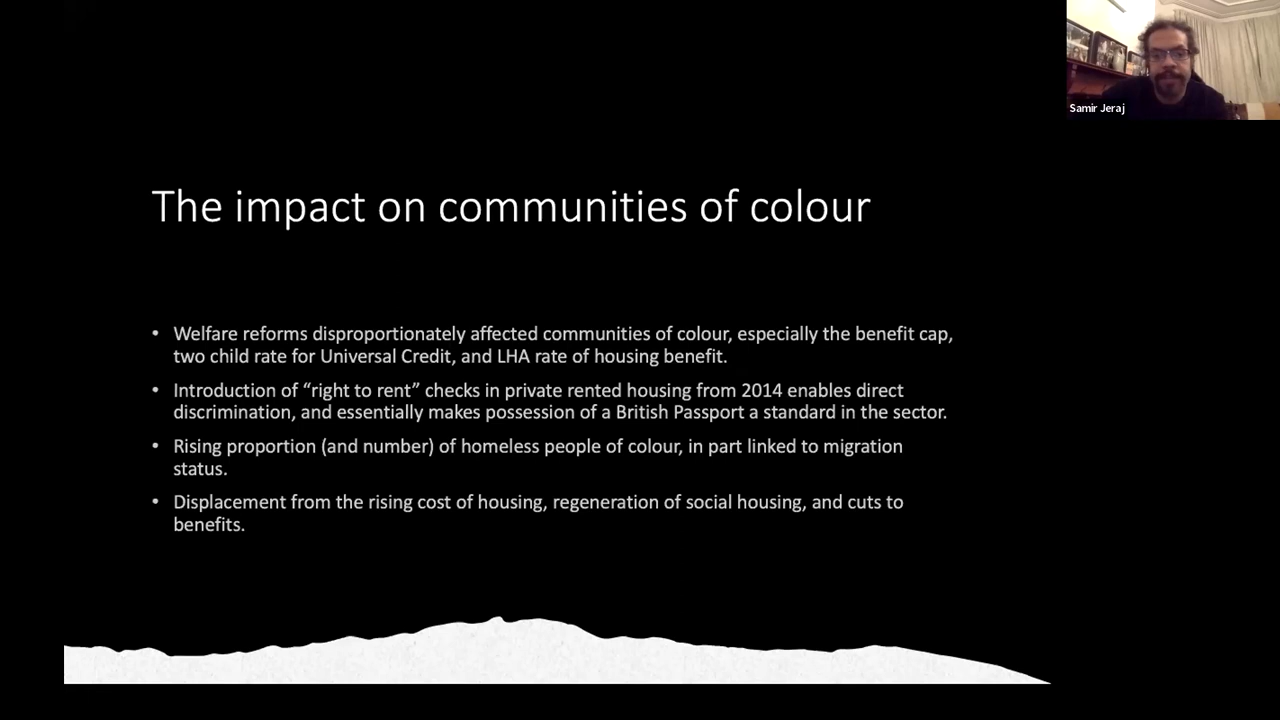 Samir Jeraj
The impact on communities of colour
• Welfare reforms disproportionately affected communities of colour, especially the benefit cap,
two child rate for Universal Credit, and LHA rate of housing benefit.
• Introduction of “right to rent” checks in private rented housing from 2014 enables direct
discrimination, and essentially makes possession of a British Passport a standard in the sector.
• Rising proportion (and number) of homeless people of colour, in part linked to migration
status.
• Displacement from the rising cost of housing, regeneration of social housing, and cuts to
benefits.